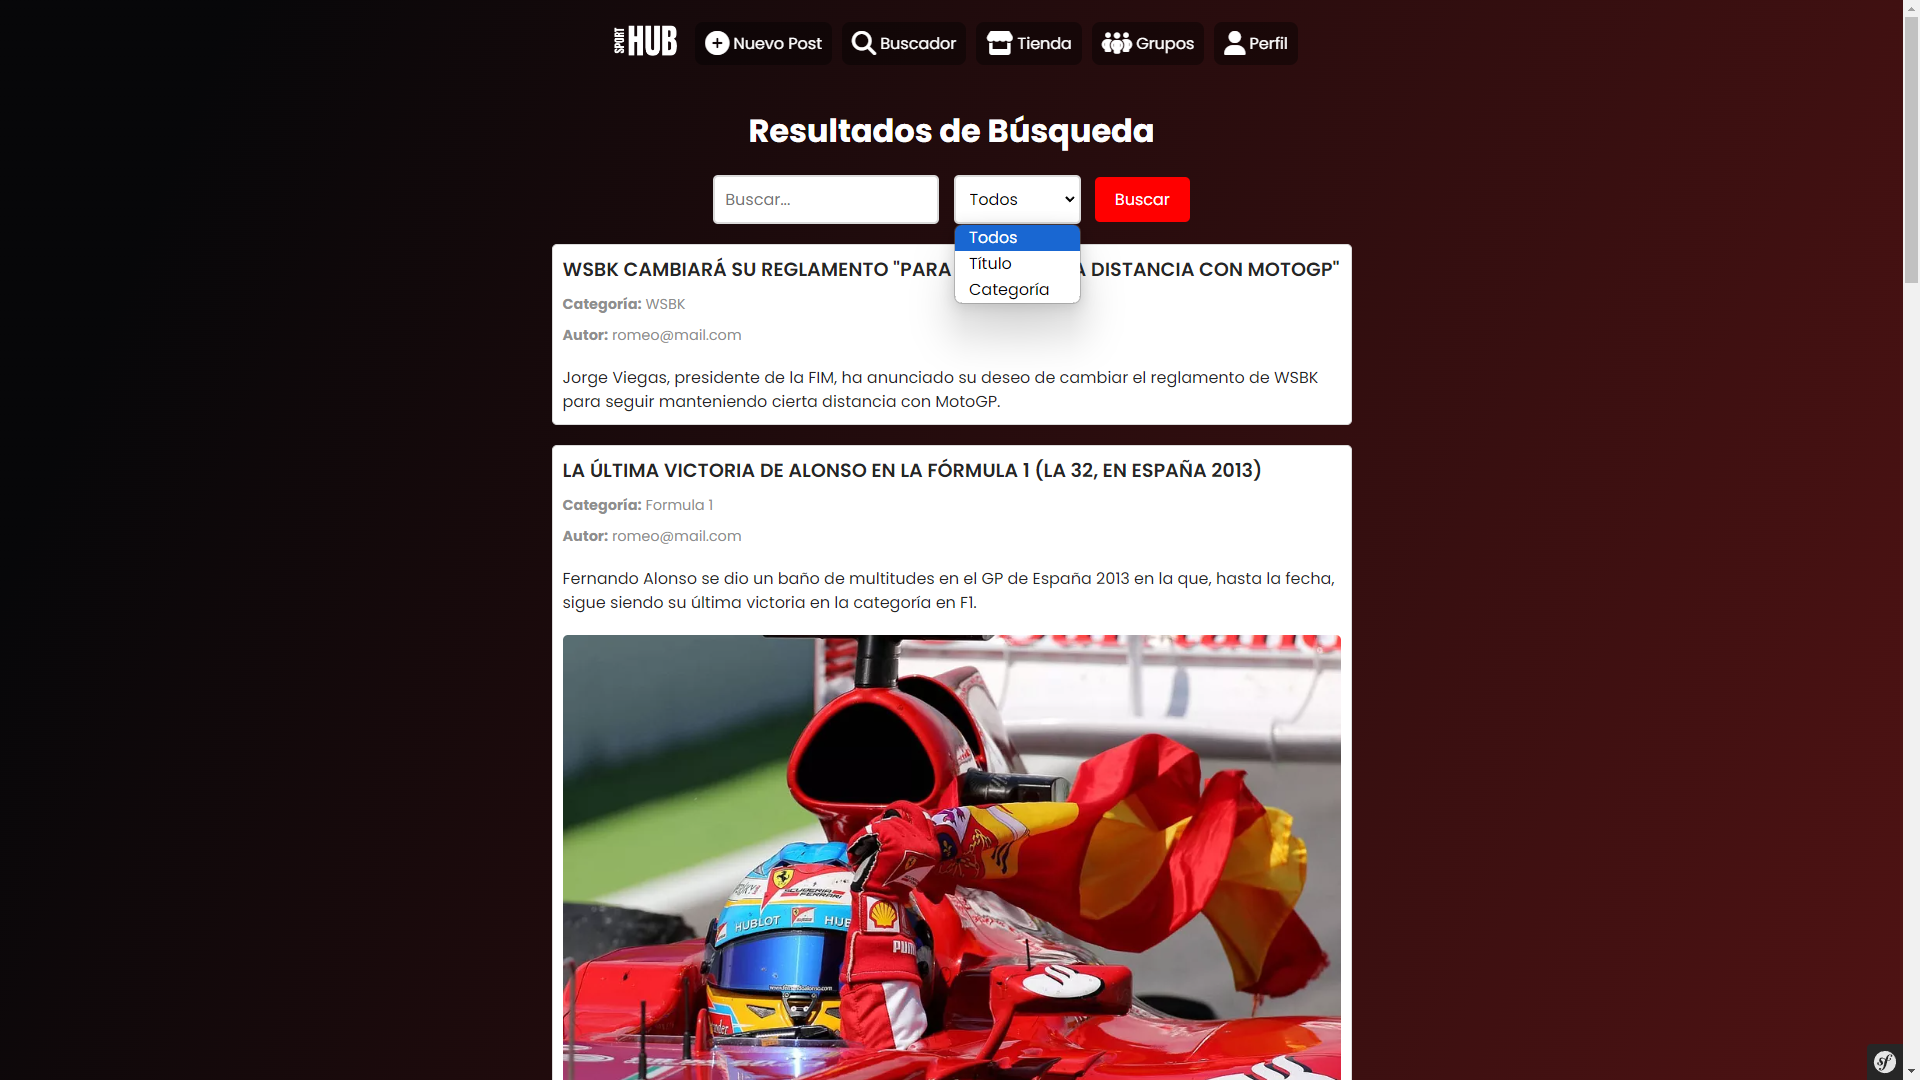 SPORT HUB
Nuevo Post
Buscador
Tienda
Grupos
Perfil
Resultados de Búsqueda
Buscar...
Todos
Buscar
Todos
Título
Categoría
WSBK CAMBIARÁ SU REGLAMENTO "PARA A DISTANCIA CON MOTOGP"
Categoría: WSBK
Autor: romeo@mail.com
Jorge Viegas, presidente de la FIM, ha anunciado su deseo de cambiar el reglamento de WSBK
para seguir manteniendo cierta distancia con MotoGP.
LA ÚLTIMA VICTORIA DE ALONSO EN LA FÓRMULA 1 (LA 32, EN ESPAÑA 2013)
Categoría: Formula 1
Autor: romeo@mail.com
Fernando Alonso se dio un baño de multitudes en el GP de España 2013 en la que, hasta la fecha,
sigue siendo su última victoria en la categoría en F1.
SCUDERIA
FERRARI
HUBLOT
HUB
PUMA
sf